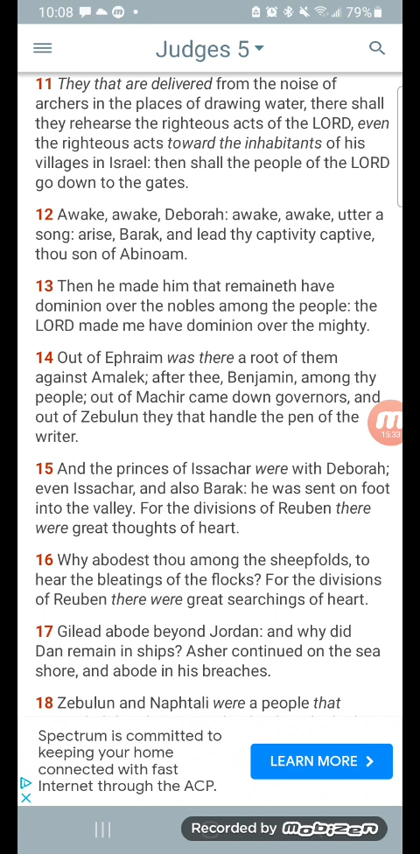 10:08 79%
Judges 5
11 They that are delivered from the noise of
archers in the places of drawing water, there shall
they rehearse the righteous acts of the LORD, even
the righteous acts toward the inhabitants of his
villages in Israel: then shall the people of the LORD
go down to the gates.
12 Awake, awake, Deborah: awake, awake, utter a
song: arise, Barak, and lead thy captivity captive,
thou son of Abinoam.
13 Then he made him that remaineth have
dominion over the nobles among the people: the
LORD made me have dominion over the mighty.
14 Out of Ephraim was there a root of them
against Amalek; after thee, Benjamin, among thy
people; out of Machir came down governors, and
out of Zebulun they that handle the pen of the
writer.
15:33
15 And the princes of Issachar were with Deborah;
even Issachar, and also Barak: he was sent on foot
into the valley. For the divisions of Reuben there
were great thoughts of heart.
16 Why abodest thou among the sheepfolds, to
hear the bleatings of the flocks? For the divisions
of Reuben there were great searchings of heart.
17 Gilead abode beyond Jordan: and why did
Dan remain in ships? Asher continued on the sea
shore, and abode in his breaches.
18 Zebulun and Naphtali were a people that
Spectrum is committed to
keeping your home
connected with fast
Internet through the ACP.
LEARN MORE
Recorded by mobizen